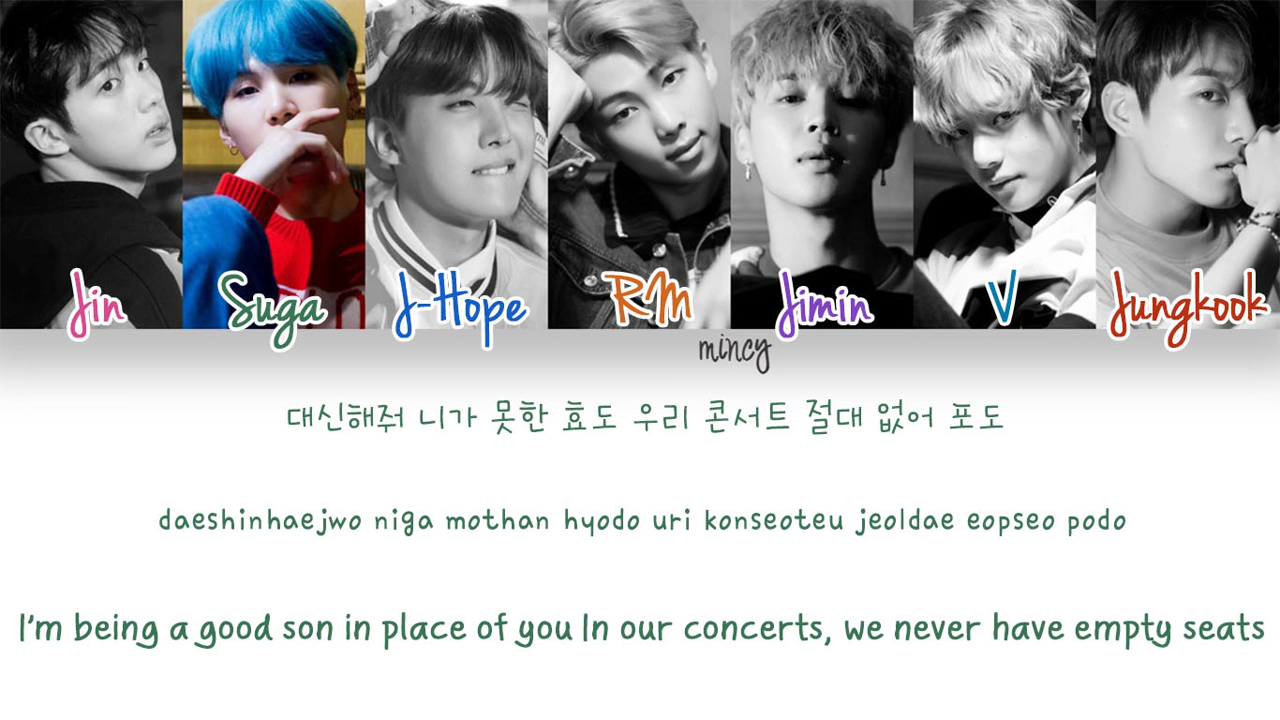 Jin Suga J-Hope RM Jimin V Jungkook
mincy
대신해줘 니가 못한 효도 우리 콘서트 절대 없어 포도
daeshinhaejwo niga mothan hyodo uri konseoteu jeoldae eopseo podo
I'm being a good son in place of you In our concerts, we never have empty seats